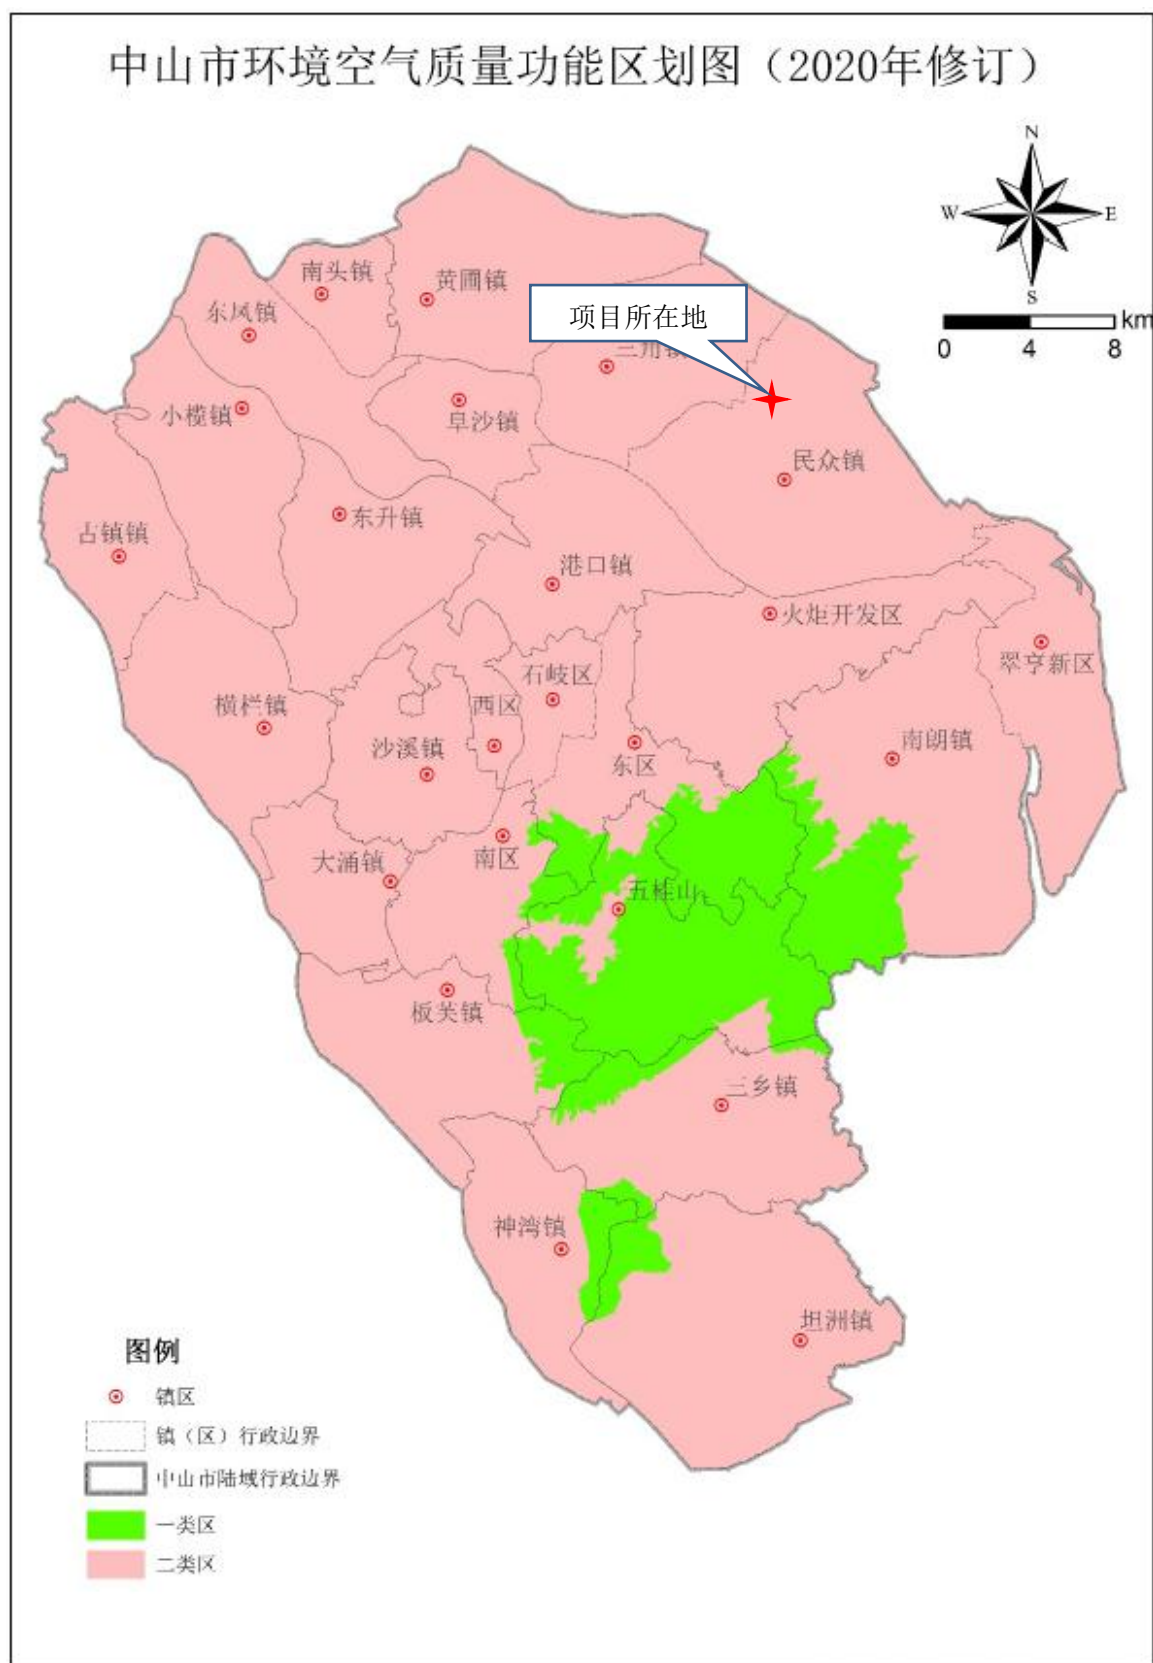 中山市环境空气质量功能区划图（2020年修订）
N
W
E
S
km
0
4
8
南头镇
黄圃镇
东凤镇
项目所在地
三角镇
小榄镇
阜沙镇
民众镇
古镇镇
东升镇
港口镇
火炬开发区
翠亨新区
石岐区
横栏镇
西区
沙溪镇
东区
南朗镇
大涌镇
南区
五桂山
板芙镇
三乡镇
神湾镇
坦洲镇
图例
镇区
镇（区）行政边界
中山市陆域行政边界
一类区
二类区